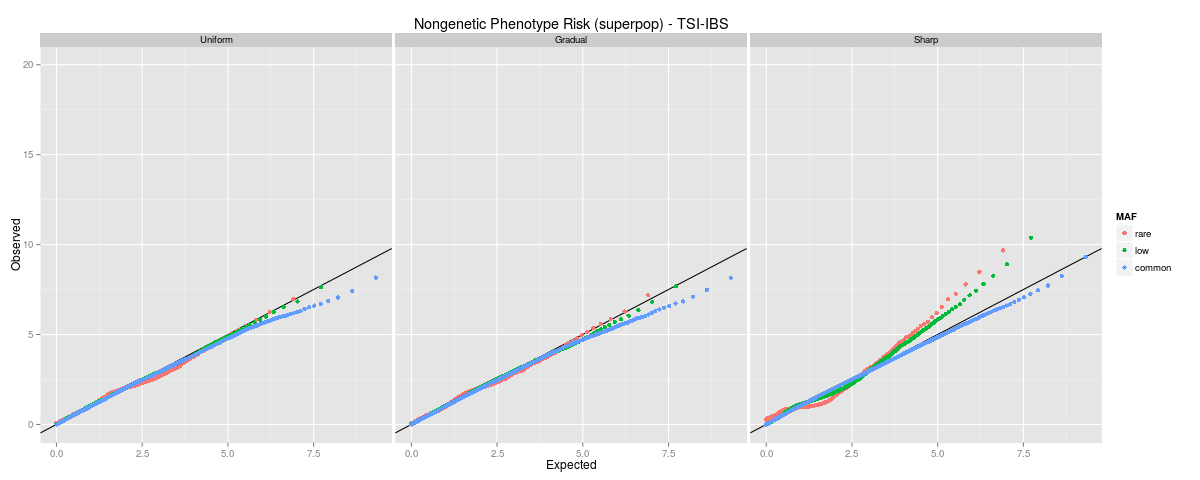 Nongenetic Phenotype Risk (superpop) - TSI-IBS
Uniform Gradual Sharp
20
15
10
5
0
Observed
0.0 2.5 5.0 7.5 0.0 2.5 5.0 7.5 0.0 2.5 5.0 7.5
Expected
MAF
rare
low
common